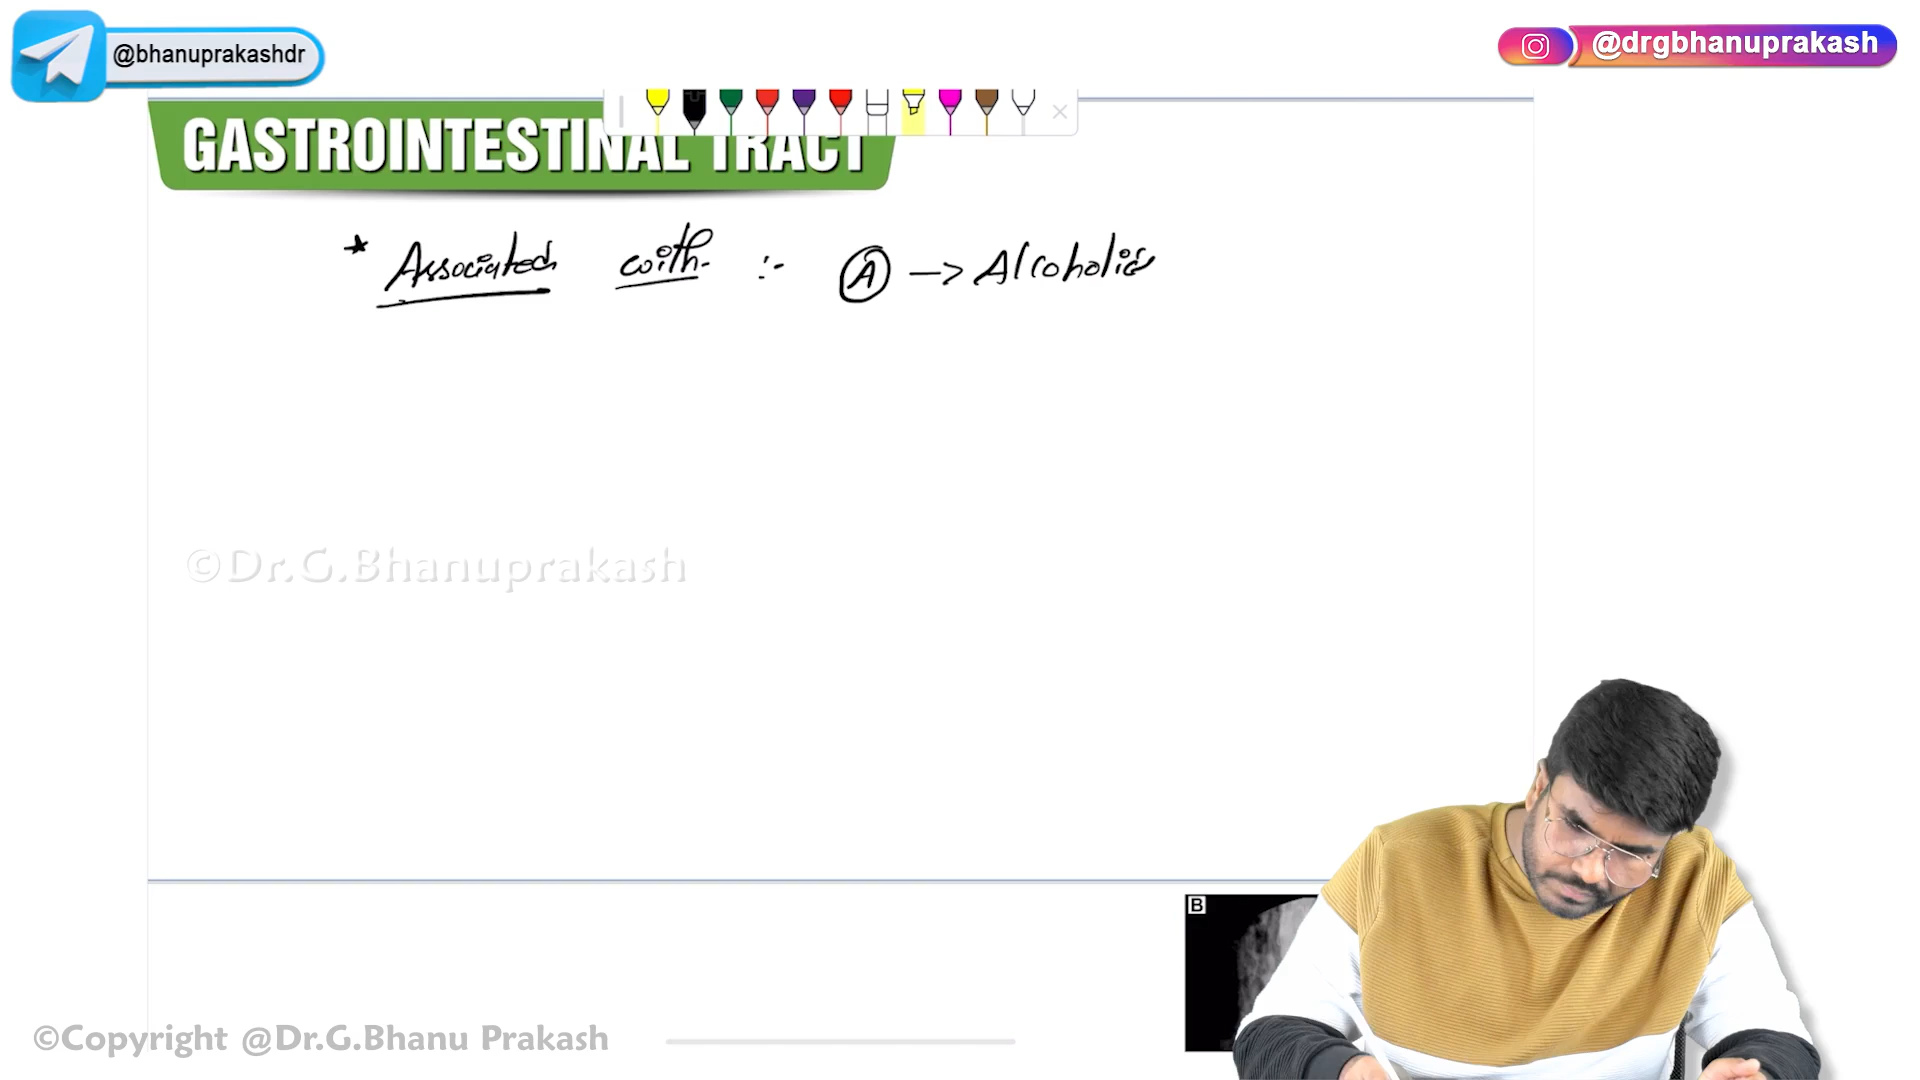 @bhanuprakashdr
@drgbhanuprakash
GASTROINTESTINAL TRACT
* Associated with :- A -> Alcoholic
©Dr.G.Bhanuprakash
B
©Copyright @Dr.G.Bhanu Prakash